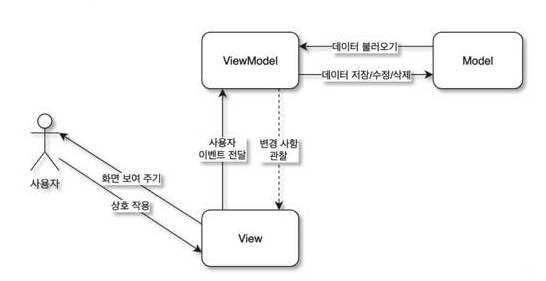 데이터 불러오기
ViewModel
Model
데이터 저장/수정/삭제
사용자
이벤트 전달
변경 사항
관찰
사용자
화면 보여 주기
상호 작용
View